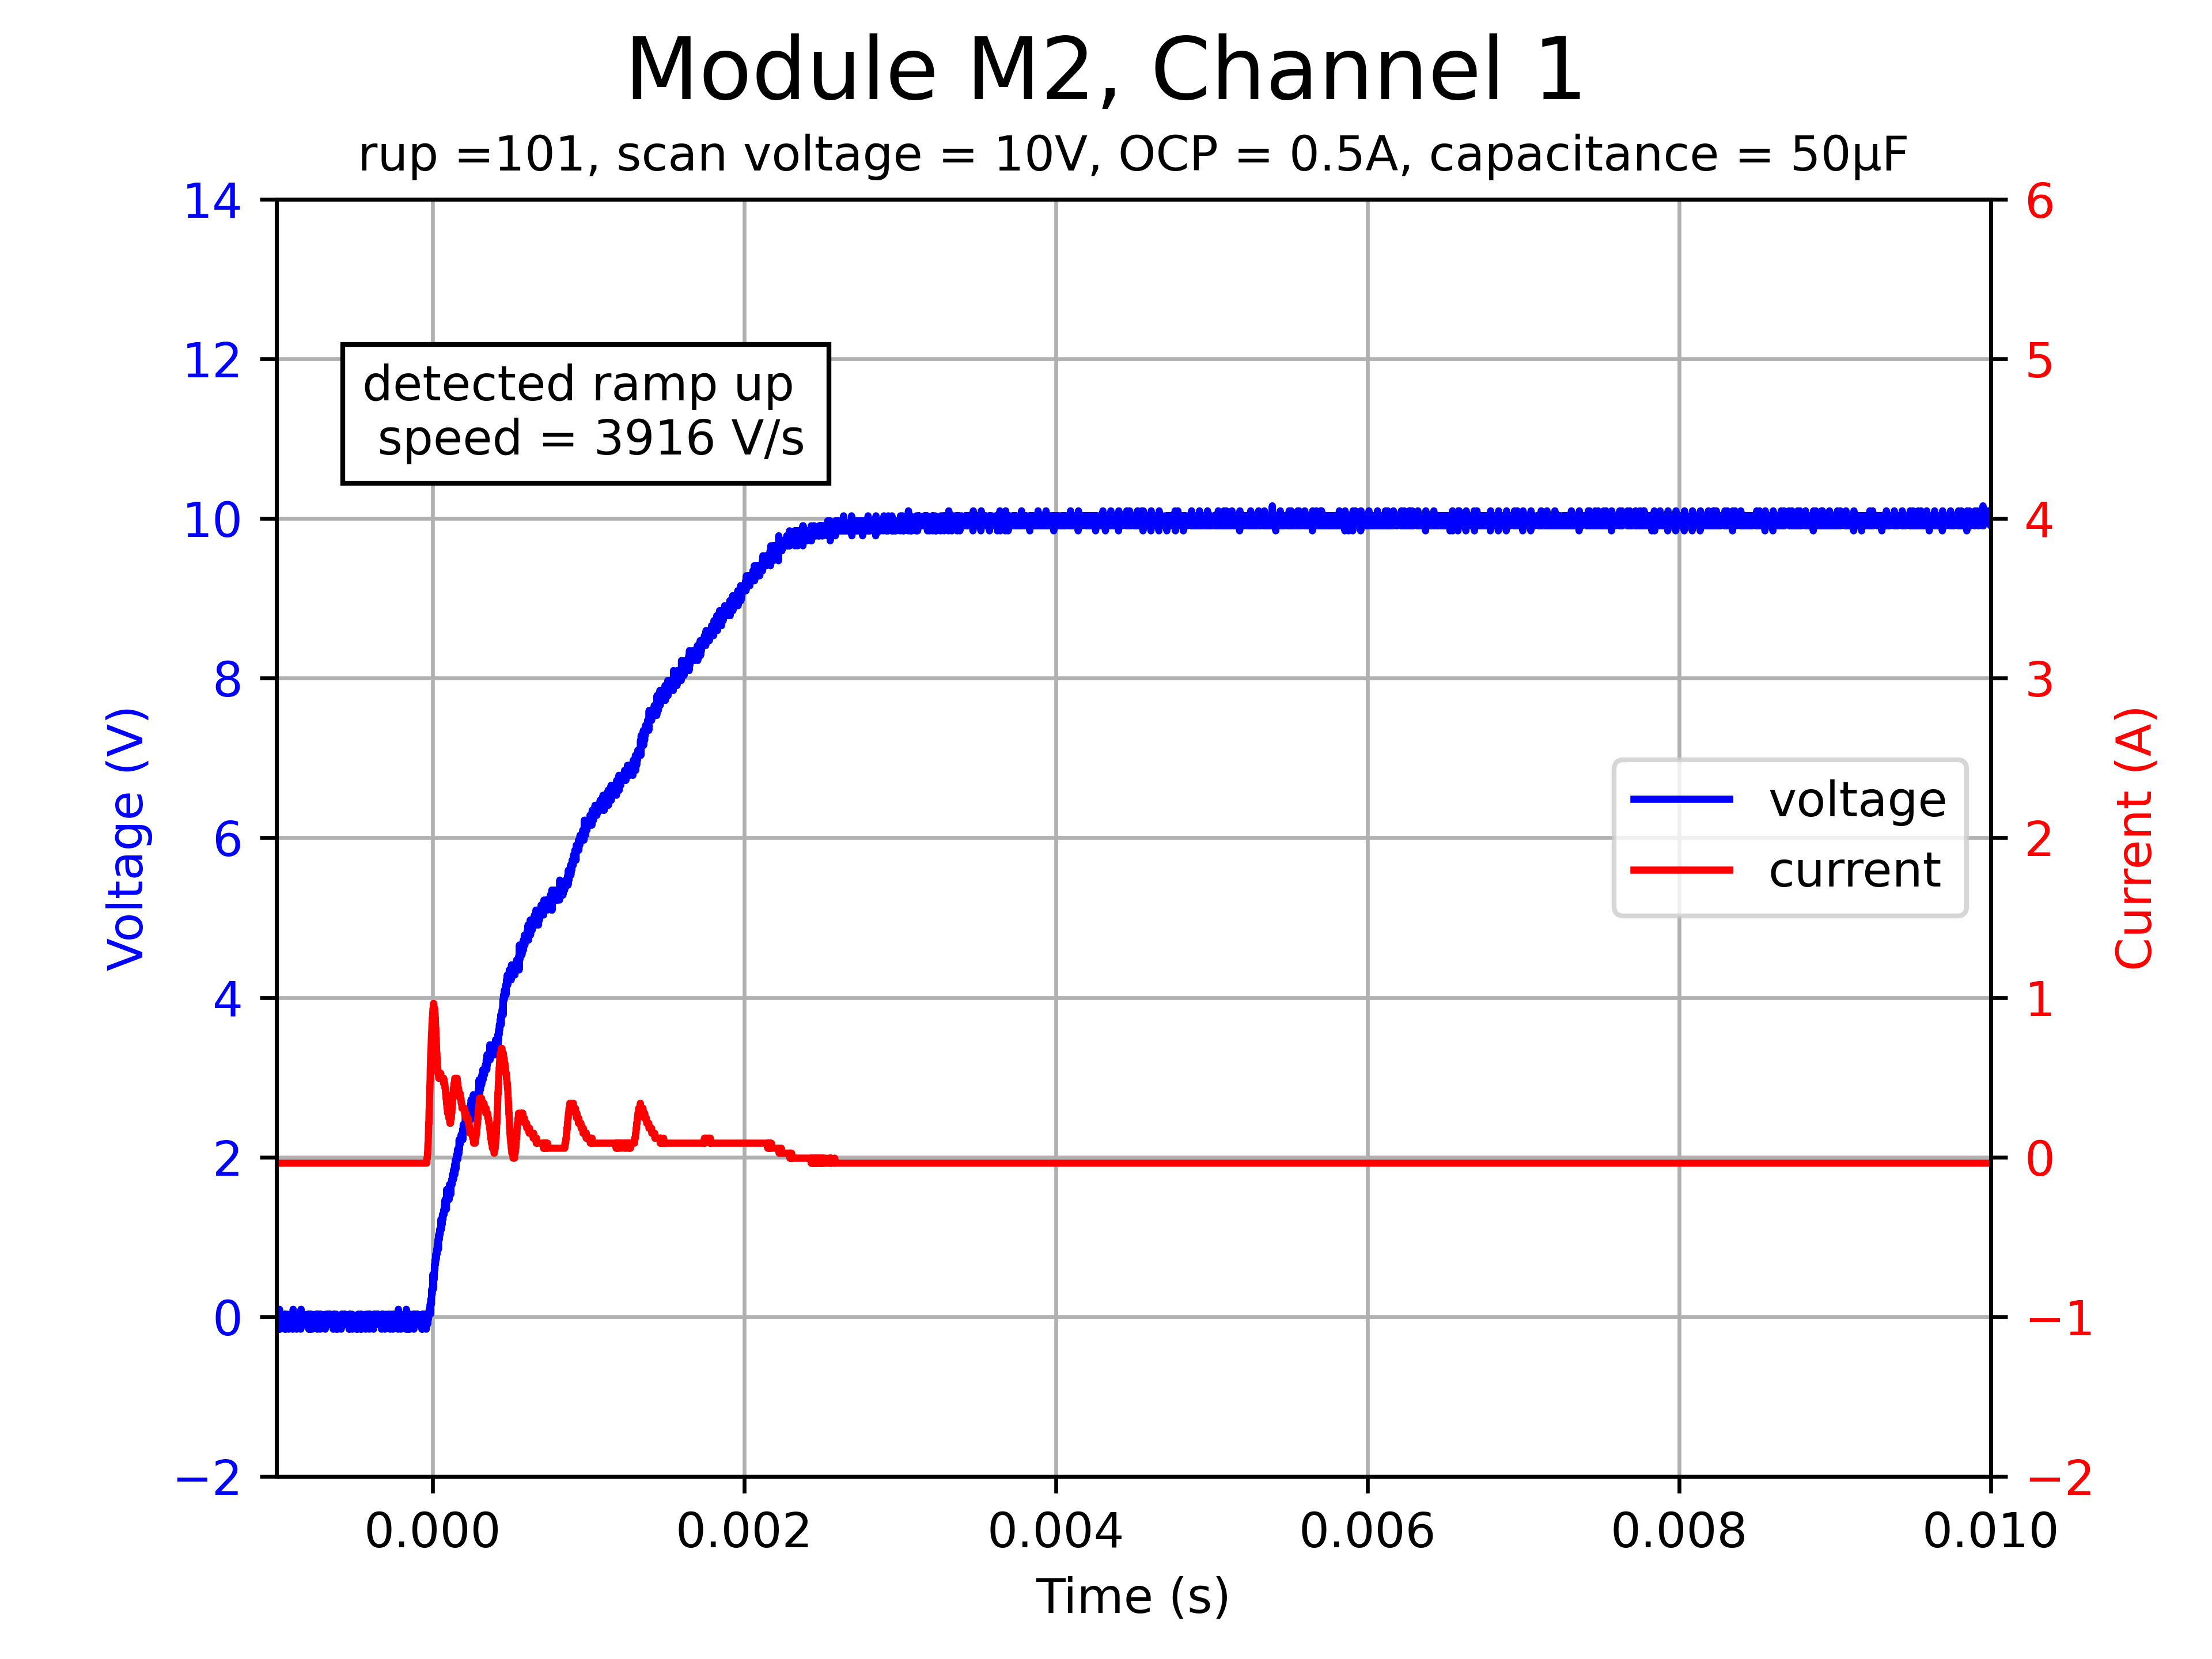 Module M2, Channel 1
rup =101, scan voltage = 10V, OCP = 0.5A, capacitance = 50µF
14
12
10
8
6
4
2
0
−2
Voltage (V)
detected ramp up
speed = 3916 V/s
voltage
current
6
5
4
3
2
1
0
−1
−2
Current (A)
0.000
0.002
0.004
0.006
0.008
0.010
Time (s)